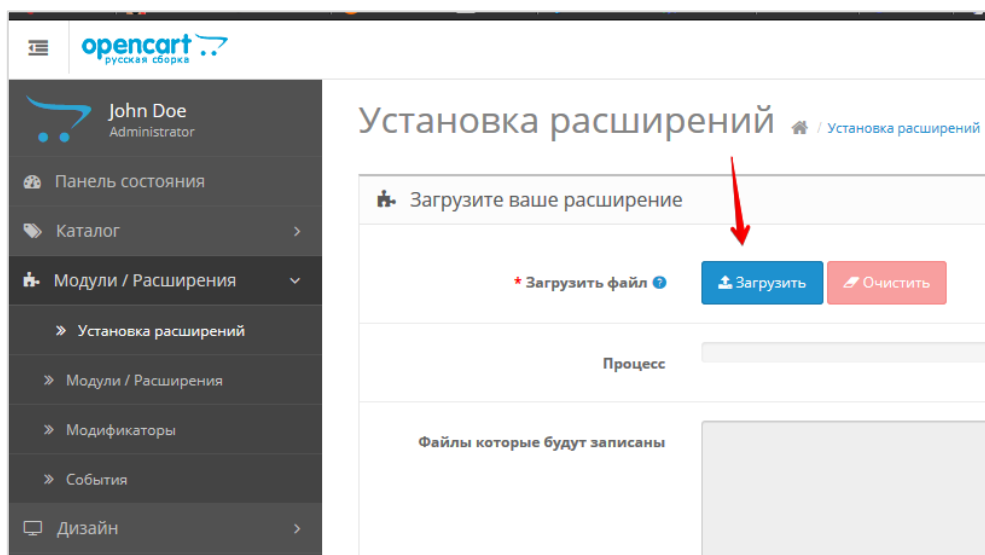 opencart
русская сборка
John Doe
Administrator
Установка расширений / Установка расширений
Панель состояния
Загрузите ваше расширение
Каталог
Модули / Расширения
* Загрузить файл Загрузить Очистить
Установка расширений
Процесс
Модули / Расширения
Модификаторы
Файлы которые будут записаны
События
Дизайн